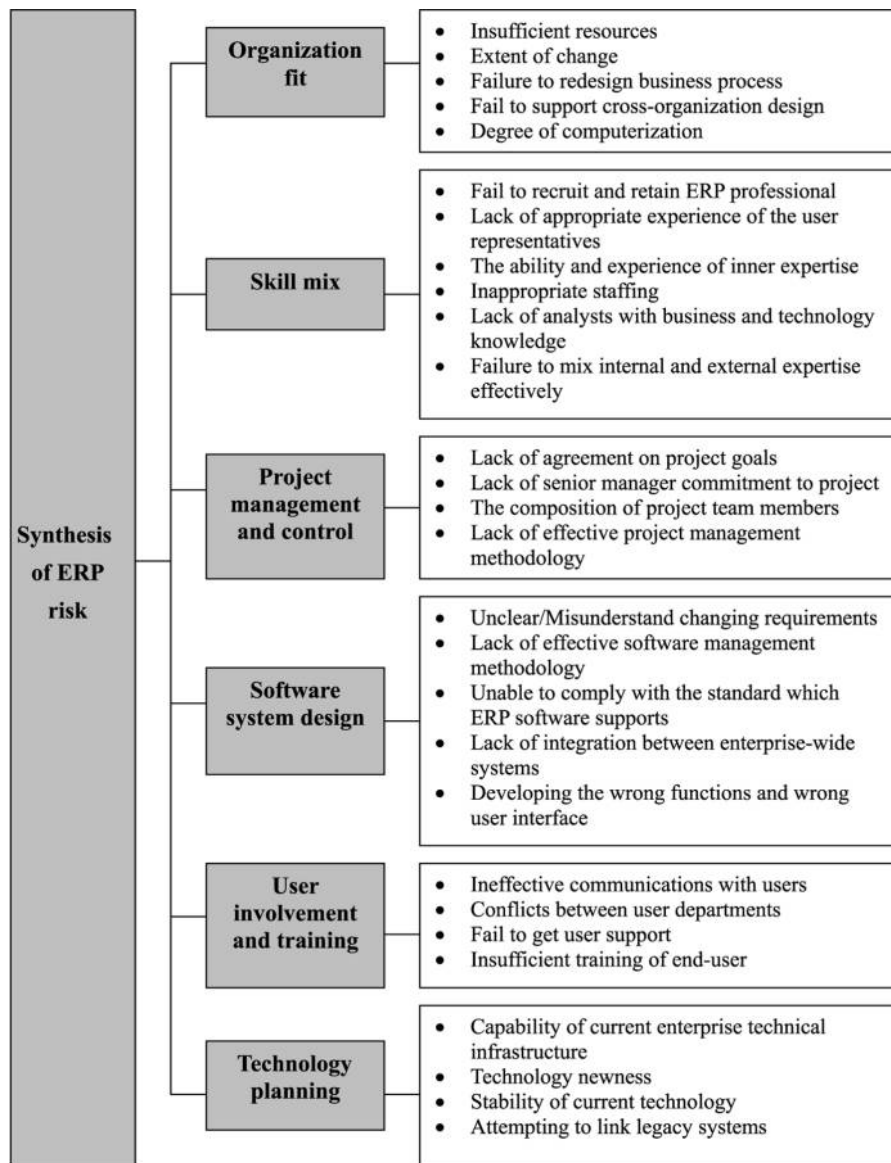 Synthesis
of ERP
risk
Organization
fit
• Insufficient resources
• Extent of change
• Failure to redesign business process
• Fail to support cross-organization design
• Degree of computerization
Skill mix
• Fail to recruit and retain ERP professional
• Lack of appropriate experience of the user
representatives
• The ability and experience of inner expertise
• Inappropriate staffing
• Lack of analysts with business and technology
knowledge
• Failure to mix internal and external expertise
effectively
Project
management
and control
• Lack of agreement on project goals
• Lack of senior manager commitment to project
• The composition of project team members
• Lack of effective project management
methodology
Software
system design
• Unclear/Misunderstand changing requirements
• Lack of effective software management
methodology
• Unable to comply with the standard which
ERP software supports
• Lack of integration between enterprise-wide
systems
• Developing the wrong functions and wrong
user interface
User
involvement
and training
• Ineffective communications with users
• Conflicts between user departments
• Fail to get user support
• Insufficient training of end-user
Technology
planning
• Capability of current enterprise technical
infrastructure
• Technology newness
• Stability of current technology
• Attempting to link legacy systems